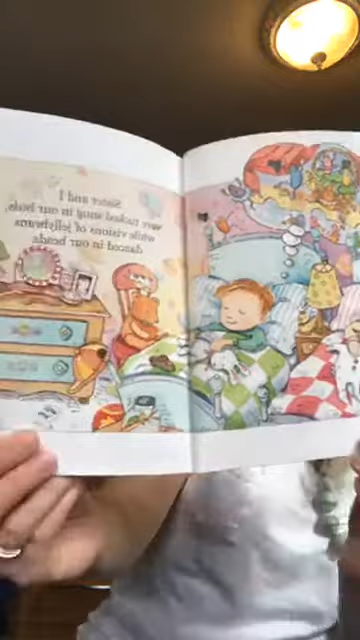 Sister and I
were tucked snug in our beds,
while visions of jellybeans
danced in our heads.